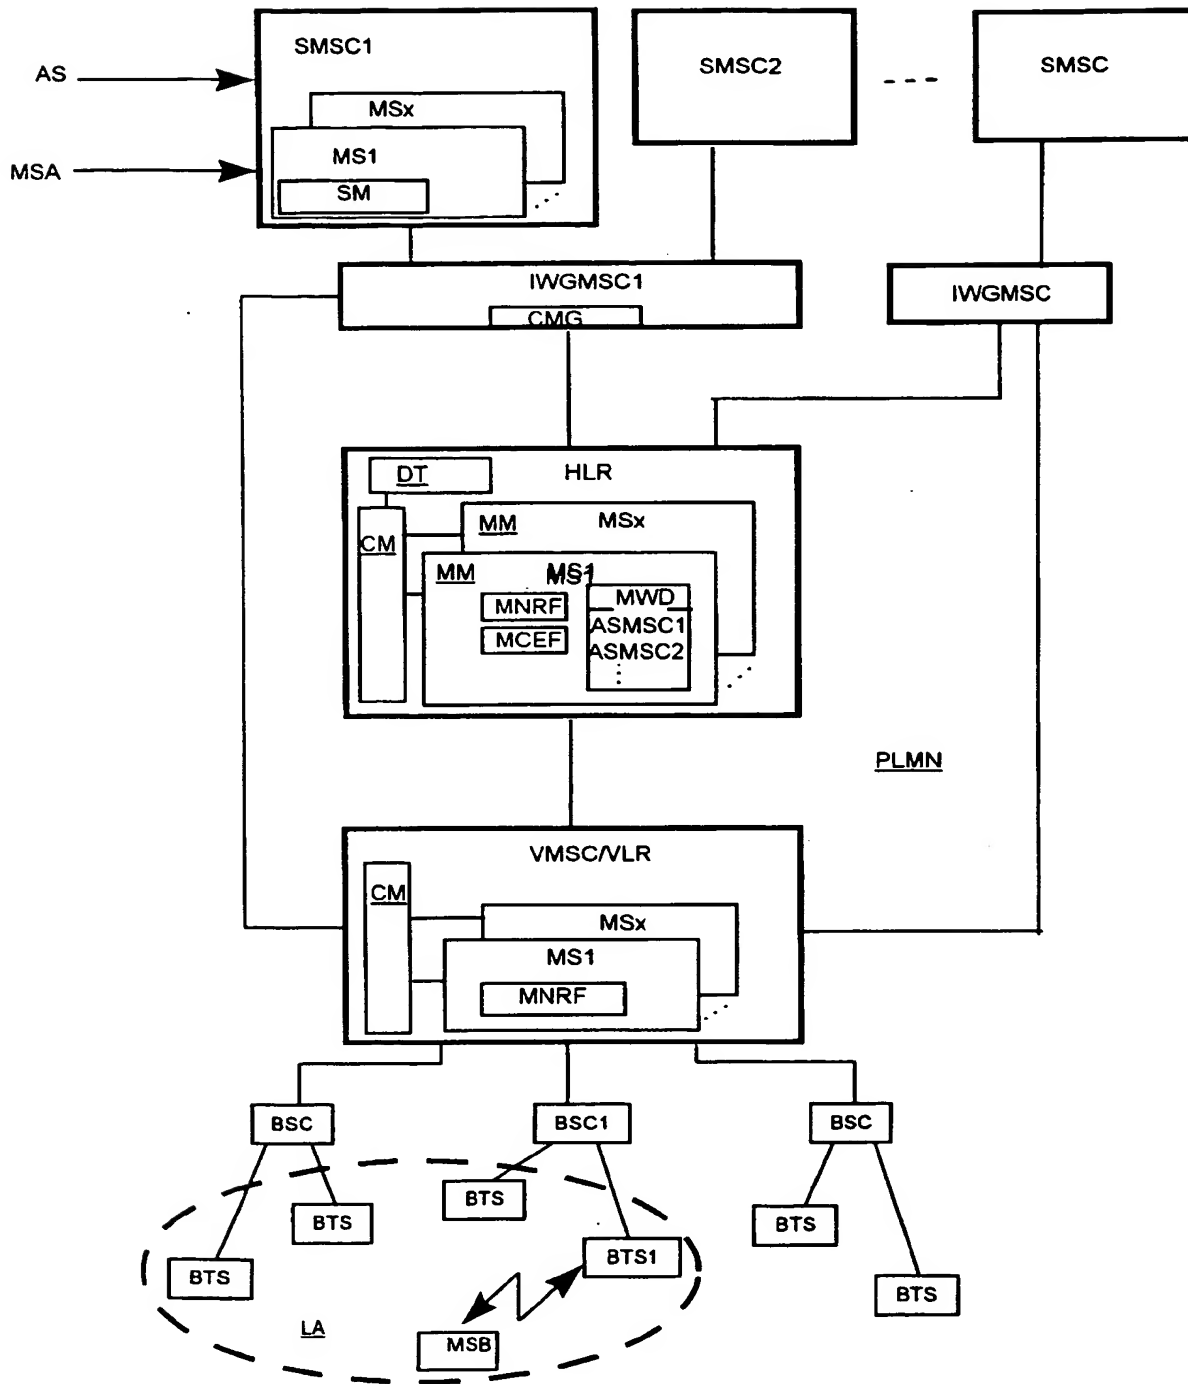 SMSC1
AS
MSx
MSA
MS1
SM
SMSC2
SMSC
IWGMSC1
CMG
IWGMSC
HLR
DT
CM
MM
MSx
MM
MS1
MNRF
MCEF
MWD
ASMSC1
ASMSC2
PLMN
VMSC/VLR
CM
MSx
MS1
MNRF
BSC
BSC1
BSC
BTS
BTS
BTS
BTS1
BTS
BTS
LA
MSB